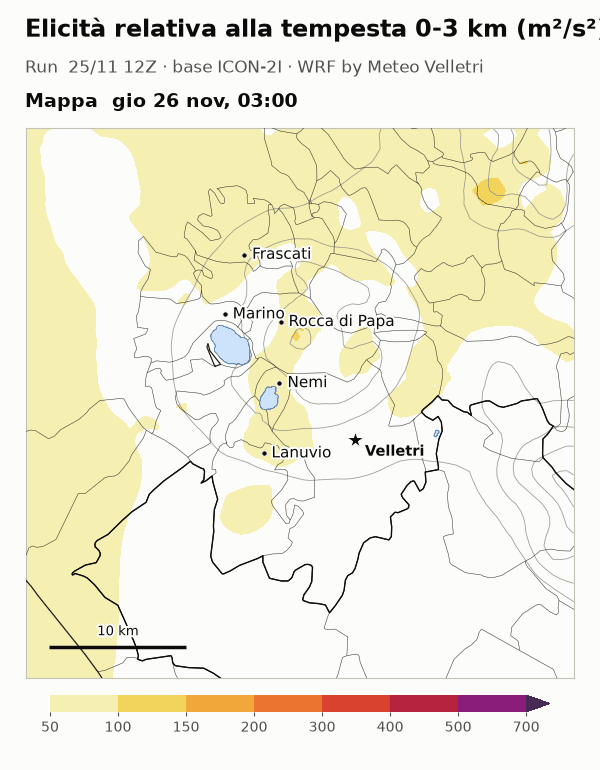 Elicità relativa alla tempesta 0-3 km (m²/s²)
Run 25/11 12Z · base ICON-2I · WRF by Meteo Velletri
Mappa gio 26 nov, 03:00
Frascati
Marino
Rocca di Papa
Nemi
Velletri
Lanuvio
10 km
50 100 150 200 300 400 500 700